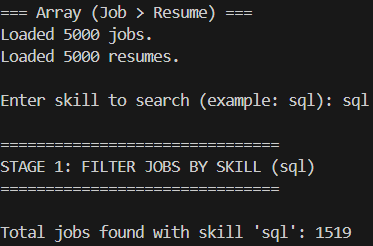 === Array (Job > Resume) ===
Loaded 5000 jobs.
Loaded 5000 resumes.
Enter skill to search (example: sql): sql
==============================
STAGE 1: FILTER JOBS BY SKILL (sql)
==============================
Total jobs found with skill 'sql': 1519